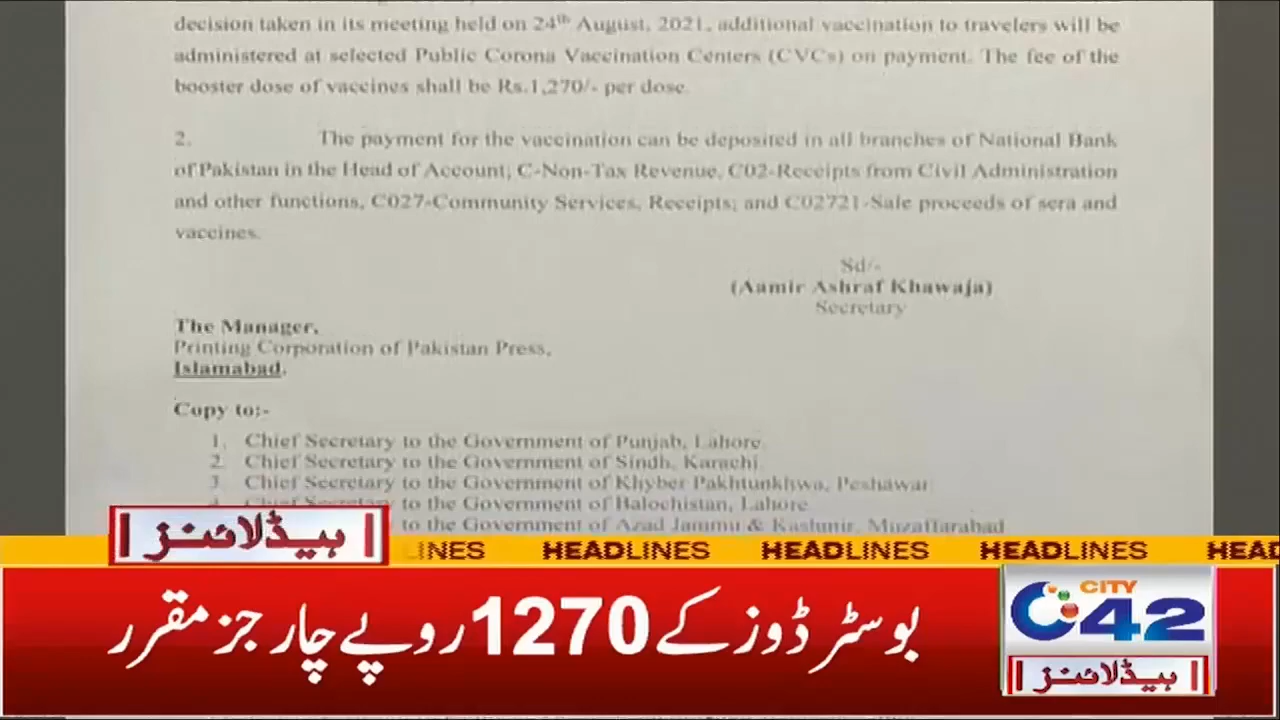 decision taken in its meeting held on 24th August, 2021, additional vaccination to travelers will be
administered at selected Public Corona Vaccination Centers (CVCs) on payment. The fee of the
booster dose of vaccines shall be Rs.1,270/- per dose.
2. The payment for the vaccination can be deposited in all branches of National Bank
of Pakistan in the Head of Account; C-Non-Tax Revenue, C02-Receipts from Civil Administration
and other functions, C027-Community Services, Receipts; and C02721-Sale proceeds of sera and
vaccines.
Sd/-
(Aamir Ashraf Khawaja)
Secretary
The Manager,
Printing Corporation of Pakistan Press,
Islamabad.
Copy to:-
1. Chief Secretary to the Government of Punjab, Lahore
2. Chief Secretary to the Government of Sindh, Karachi
3. Chief Secretary to the Government of Khyber Pakhtunkhwa, Peshawar
4. Chief Secretary to the Government of Balochistan, Lahore
to the Government of Azad Jammu & Kashmir, Muzaffarabad
ہیڈلائنز
LINES HEADLINES HEADLINES HEADLINES HEAD
بوسٹر ڈوز کے 1270 روپے چارجز مقرر
CITY
42
ہیڈلائنز